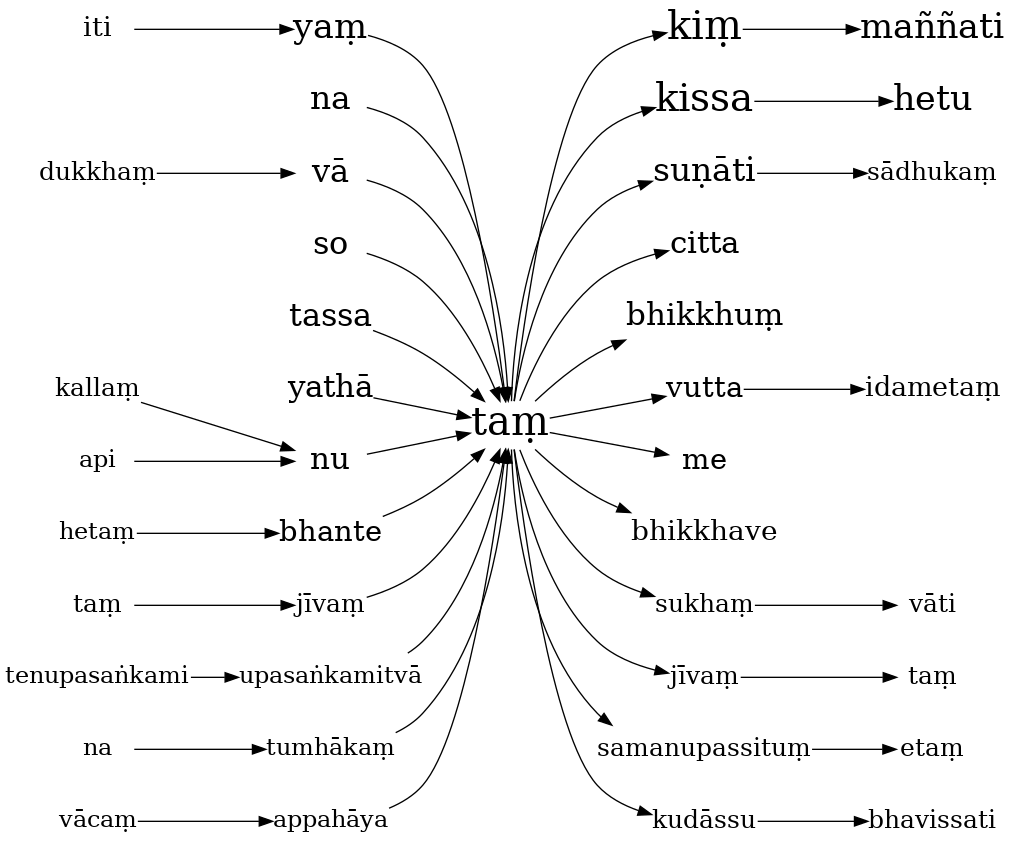 iti yaṃ kiṃ maññati
na kissa hetu
dukkhaṃ vā suṇāti sādhukaṃ
so citta
tassa bhikkhuṃ
kallaṃ yathā vutta idametaṃ
taṃ
api nu me
hetaṃ bhante bhikkhave
taṃ jīvaṃ sukhaṃ vāti
tenupasaṅkami upasaṅkamitvā jīvaṃ taṃ
na tumhākaṃ samanupassituṃ etaṃ
vācaṃ appahāya kudāssu bhavissati